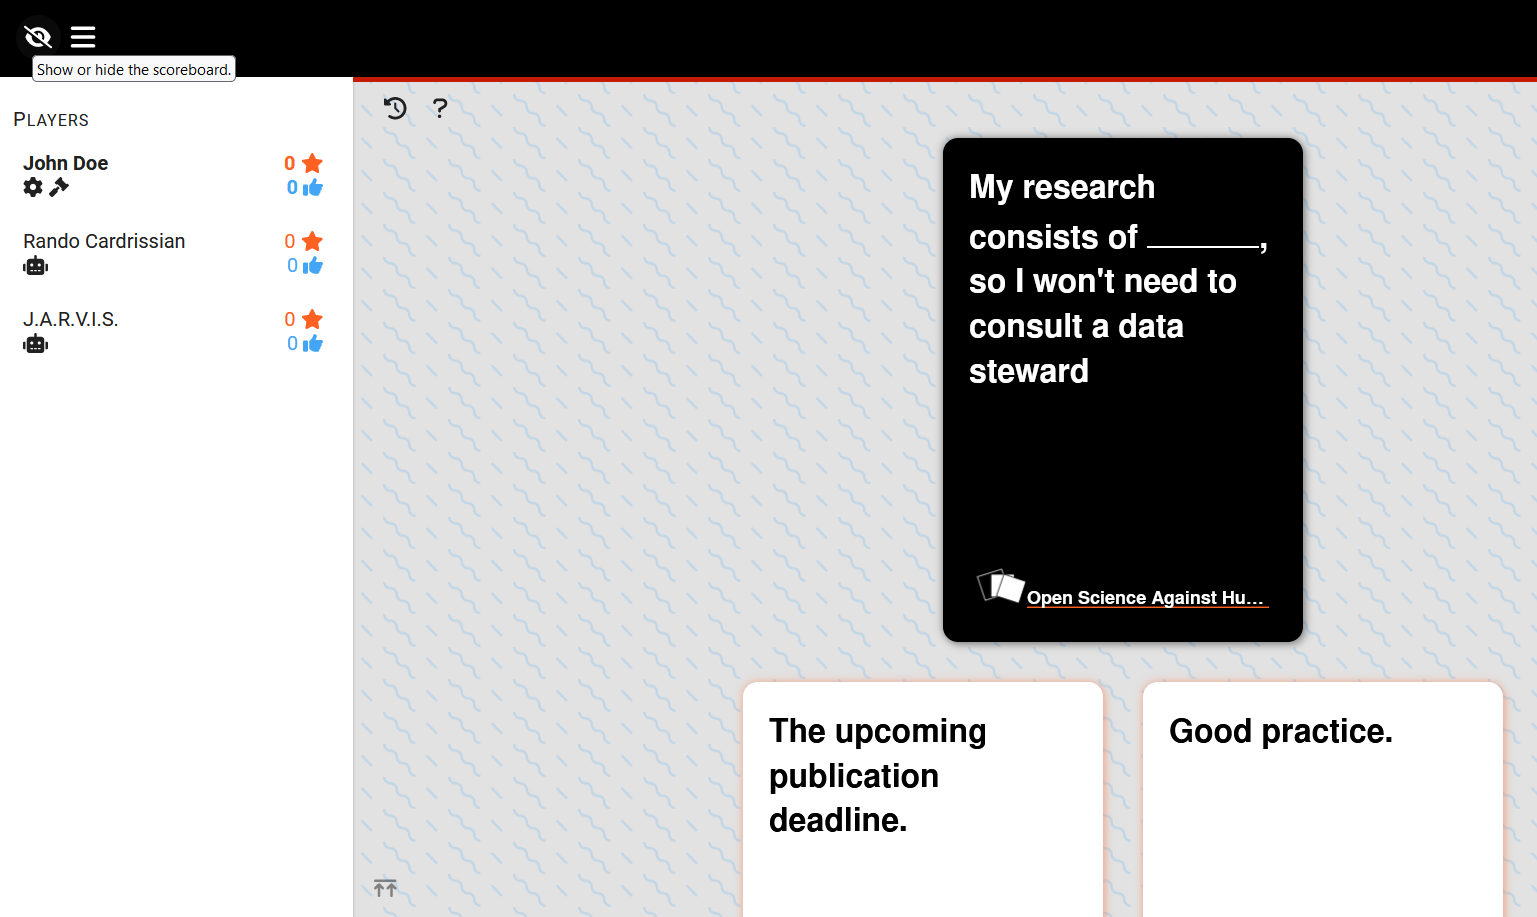 Show or hide the scoreboard.
PLAYERS
John Doe
0
0
Rando Cardrissian
0
0
J.A.R.V.I.S.
0
0
?
My research
consists of ______,
so I won't need to
consult a data
steward
Open Science Against Hu...
The upcoming
publication
deadline.
Good practice.